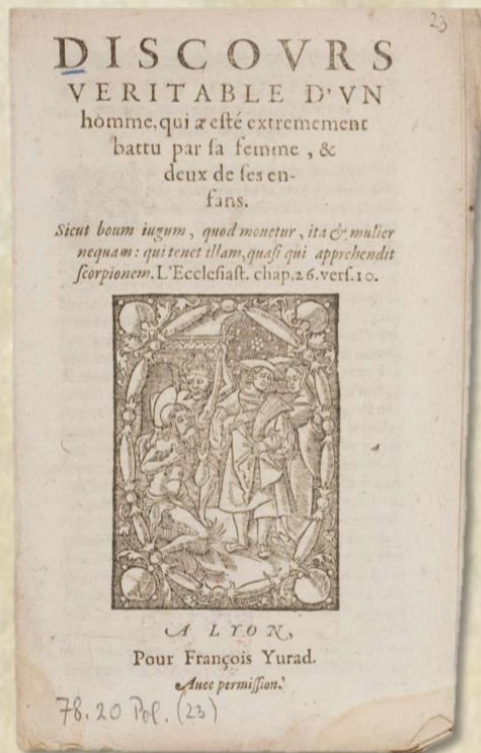 23
DISCOVRS
VERITABLE D'VN
homme, qui a esté extremement
battu par sa femme, &
deux de ses en-
fans.
Sicut boum iugum, quod mouetur, ita & mulier
nequam: qui tenet illam, quasi qui apprehendit
scorpionem. L'Ecclesiast. chap. 26. vers. 10.
A LYON,
Pour François Yurad.
Auec permission.
78. 20 Pol. (23)